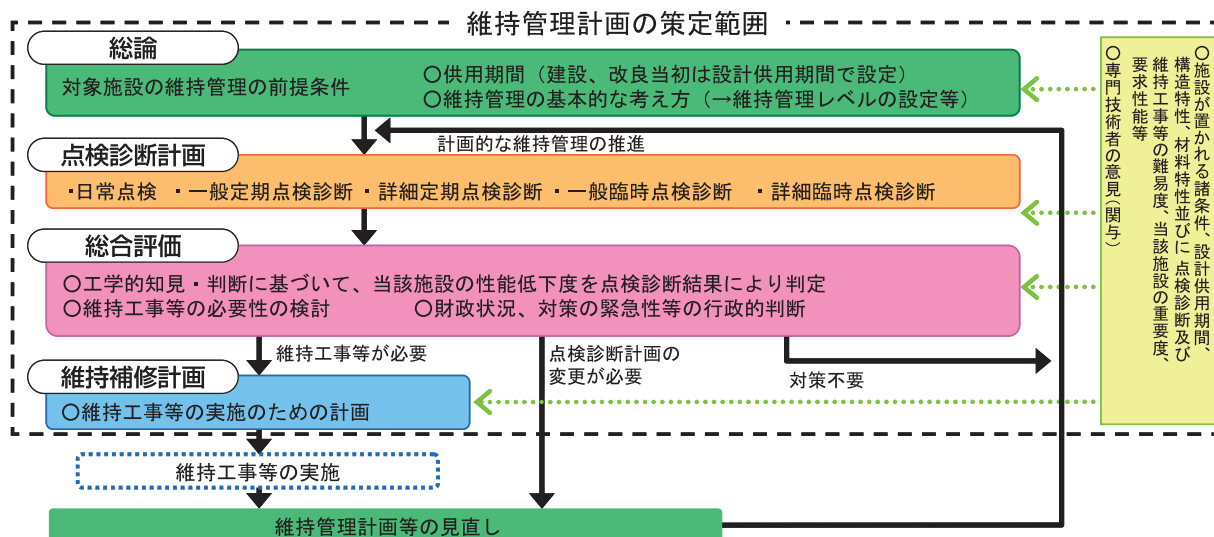 維持管理計画の策定範囲
総論
対象施設の維持管理の前提条件
○供用期間（建設、改良当初は設計供用期間で設定）
○維持管理の基本的な考え方（→維持管理レベルの設定等）
計画的な維持管理の推進
点検診断計画
・日常点検 ・一般定期点検診断 ・詳細定期点検診断 ・一般臨時点検診断 ・詳細臨時点検診断
総合評価
○工学的知見・判断に基づいて、当該施設の性能低下度を点検診断結果により判定
○維持工事等の必要性の検討
○財政状況、対策の緊急性等の行政的判断
維持工事等が必要
点検診断計画の
変更が必要
対策不要
維持補修計画
○維持工事等の実施のための計画
維持工事等の実施
維持管理計画等の見直し
○施設が置かれる諸条件、設計供用期間、
構造特性、材料特性並びに点検診断及び
維持工事等の難易度、当該施設の重要度、
要求性能等
○専門技術者の意見（関与）